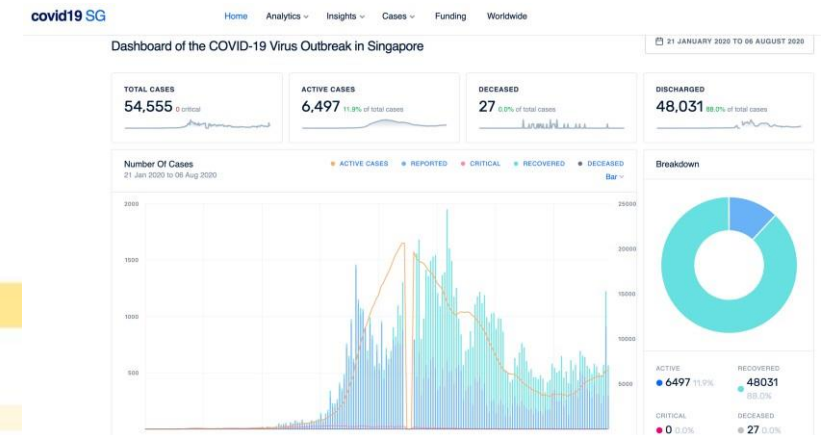 covid19 SG
Home Analytics Insights Cases Funding Worldwide
Dashboard of the COVID-19 Virus Outbreak in Singapore
21 JANUARY 2020 TO 06 AUGUST 2020
TOTAL CASES
54,555 0 critical
ACTIVE CASES
6,497 11.9% of total cases
DECEASED
27 0.0% of total cases
DISCHARGED
48,031 88.0% of total cases
Number Of Cases
21 Jan 2020 to 06 Aug 2020
ACTIVE CASES REPORTED CRITICAL RECOVERED DECEASED
Bar
2000
1500
1000
500
25000
20000
15000
10000
5000
Breakdown
ACTIVE
6497 11.9%
RECOVERED
48031
88.0%
CRITICAL
0 0.0%
DECEASED
27 0.0%